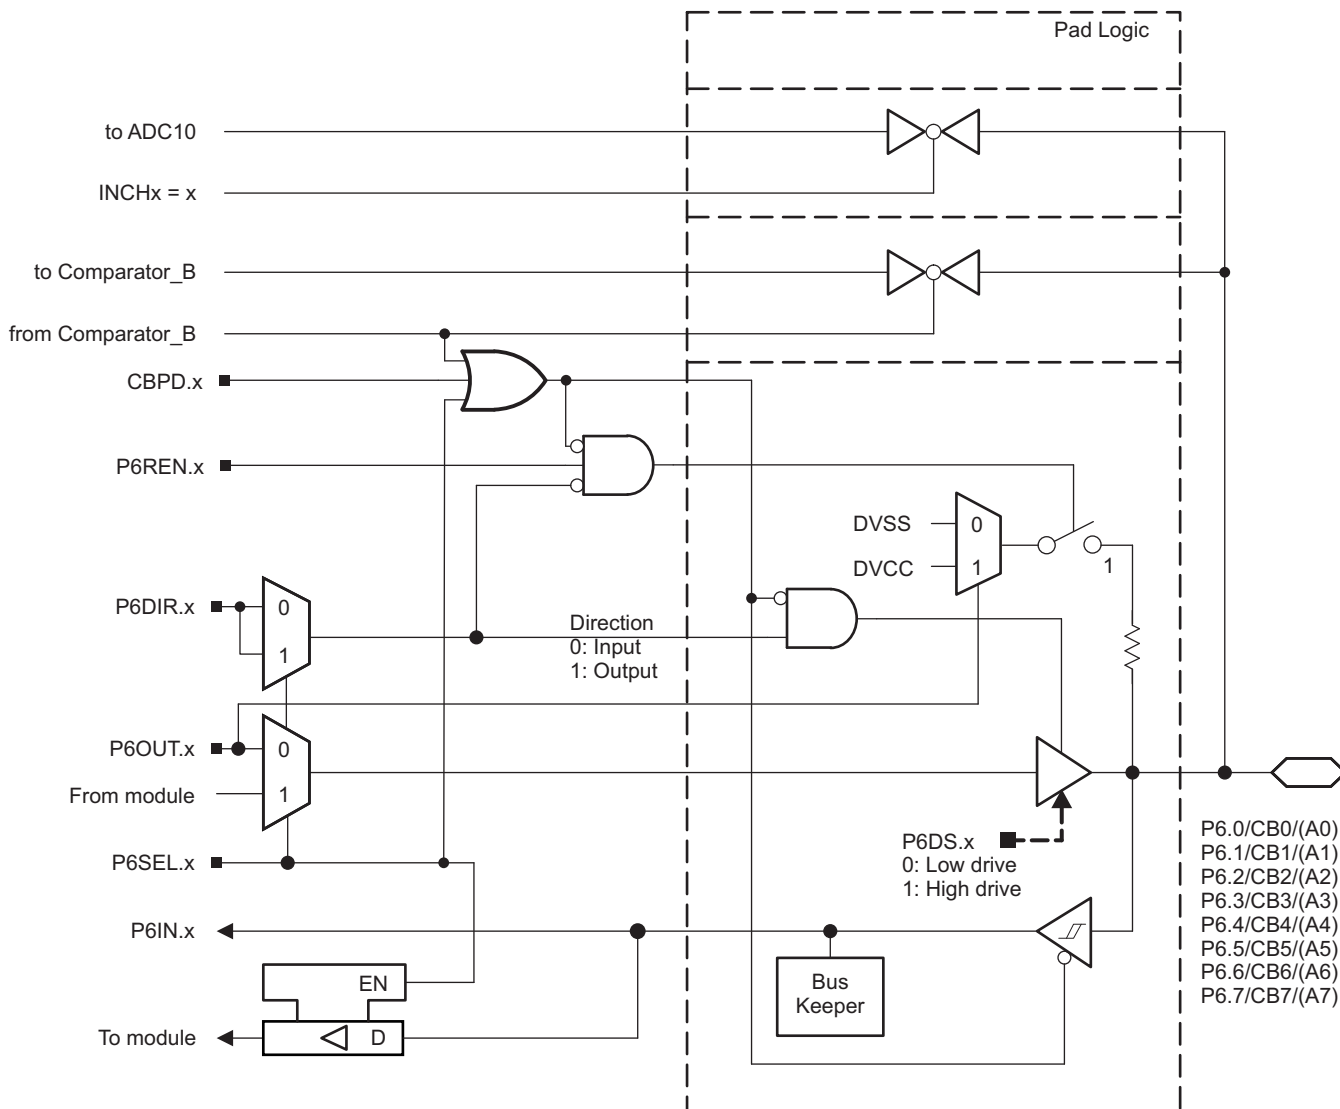 Pad Logic
to ADC10
INCHx = x
to Comparator_B
from Comparator_B
CBPD.x
P6REN.x
DVSS
0
DVCC
1
1
P6DIR.x
0
1
Direction
0: Input
1: Output
P6OUT.x
0
From module
1
P6SEL.x
P6DS.x
0: Low drive
1: High drive
P6IN.x
EN
Bus
Keeper
To module
D
P6.0/CB0/(A0)
P6.1/CB1/(A1)
P6.2/CB2/(A2)
P6.3/CB3/(A3)
P6.4/CB4/(A4)
P6.5/CB5/(A5)
P6.6/CB6/(A6)
P6.7/CB7/(A7)